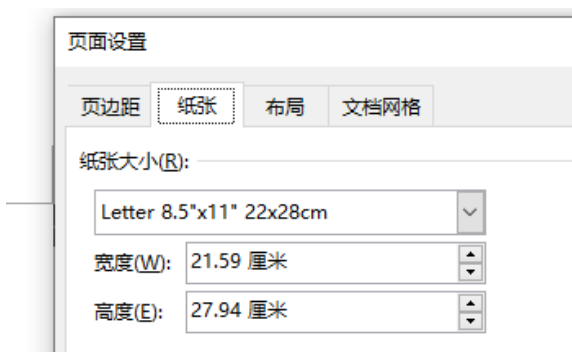 页面设置
页边距 纸张 布局 文档网格
纸张大小(R):
Letter 8.5"x11" 22x28cm
宽度(W): 21.59 厘米
高度(E): 27.94 厘米